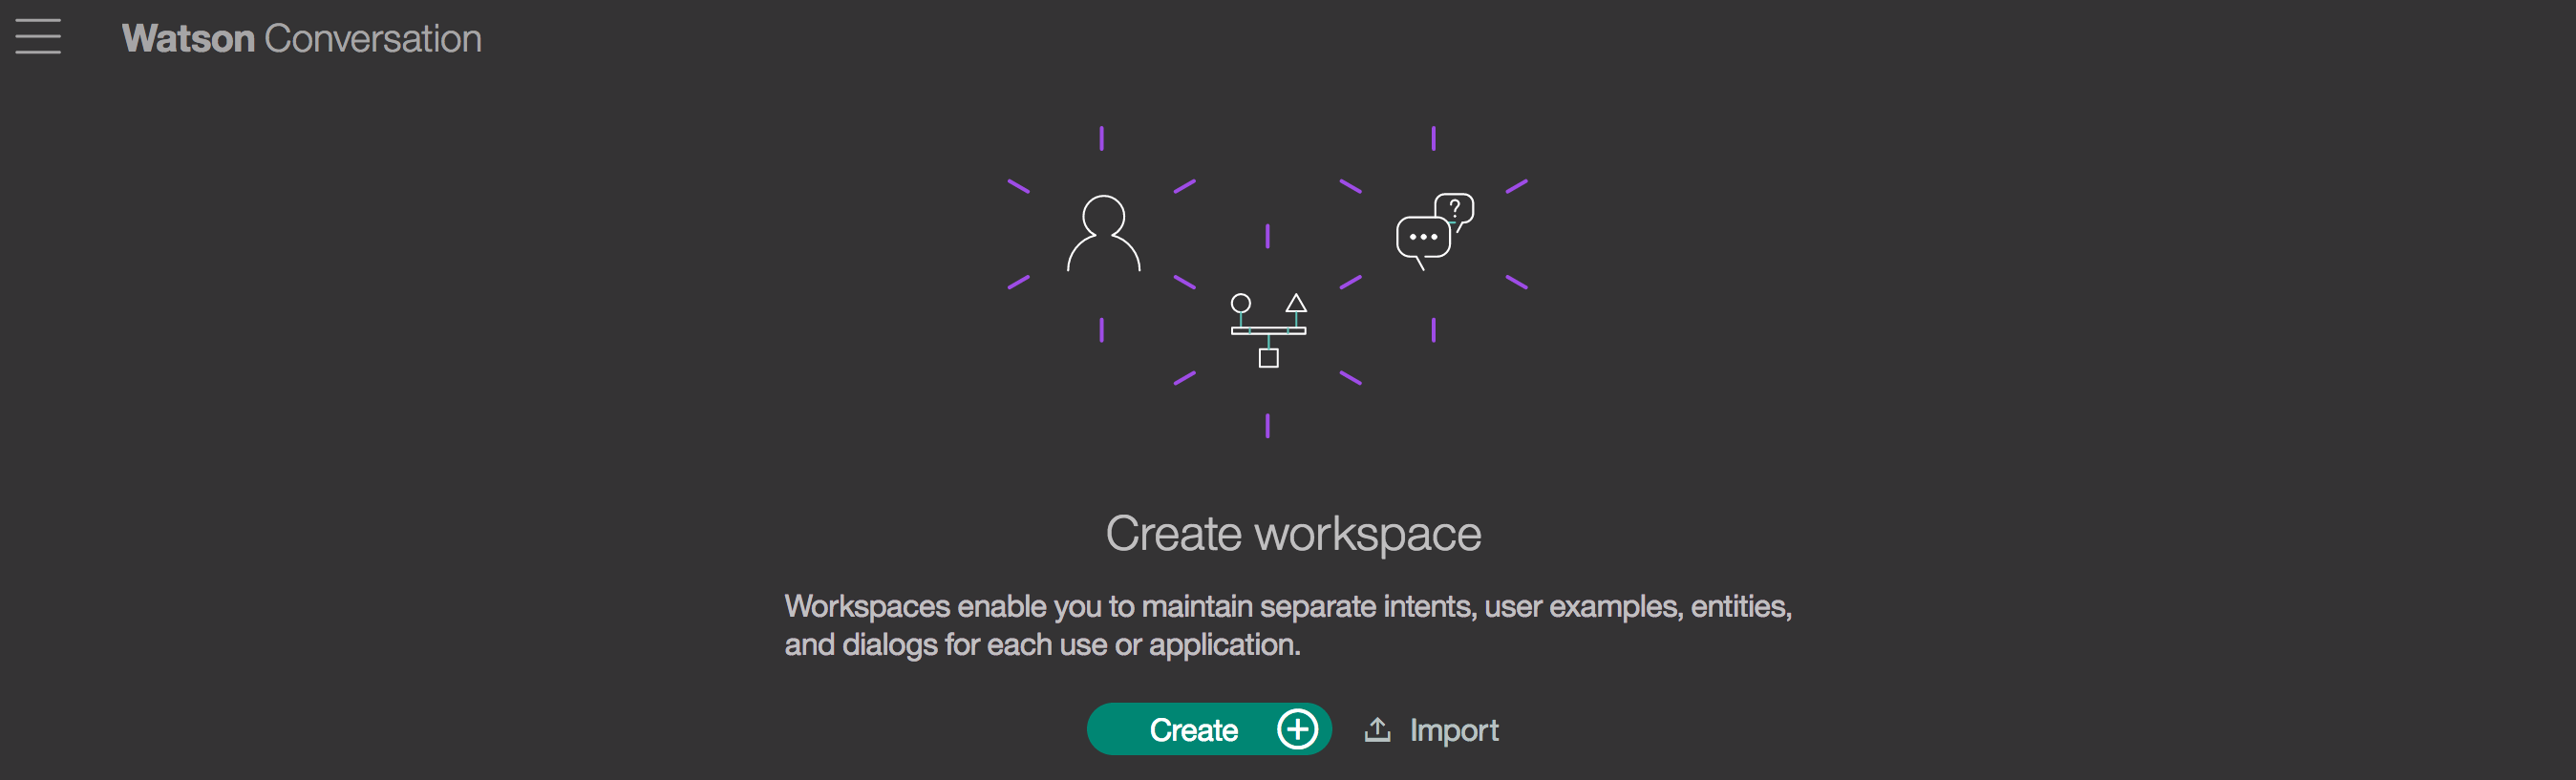 Watson Conversation
?
Create workspace
Workspaces enable you to maintain separate intents, user examples, entities,
and dialogs for each use or application.
Create
Import